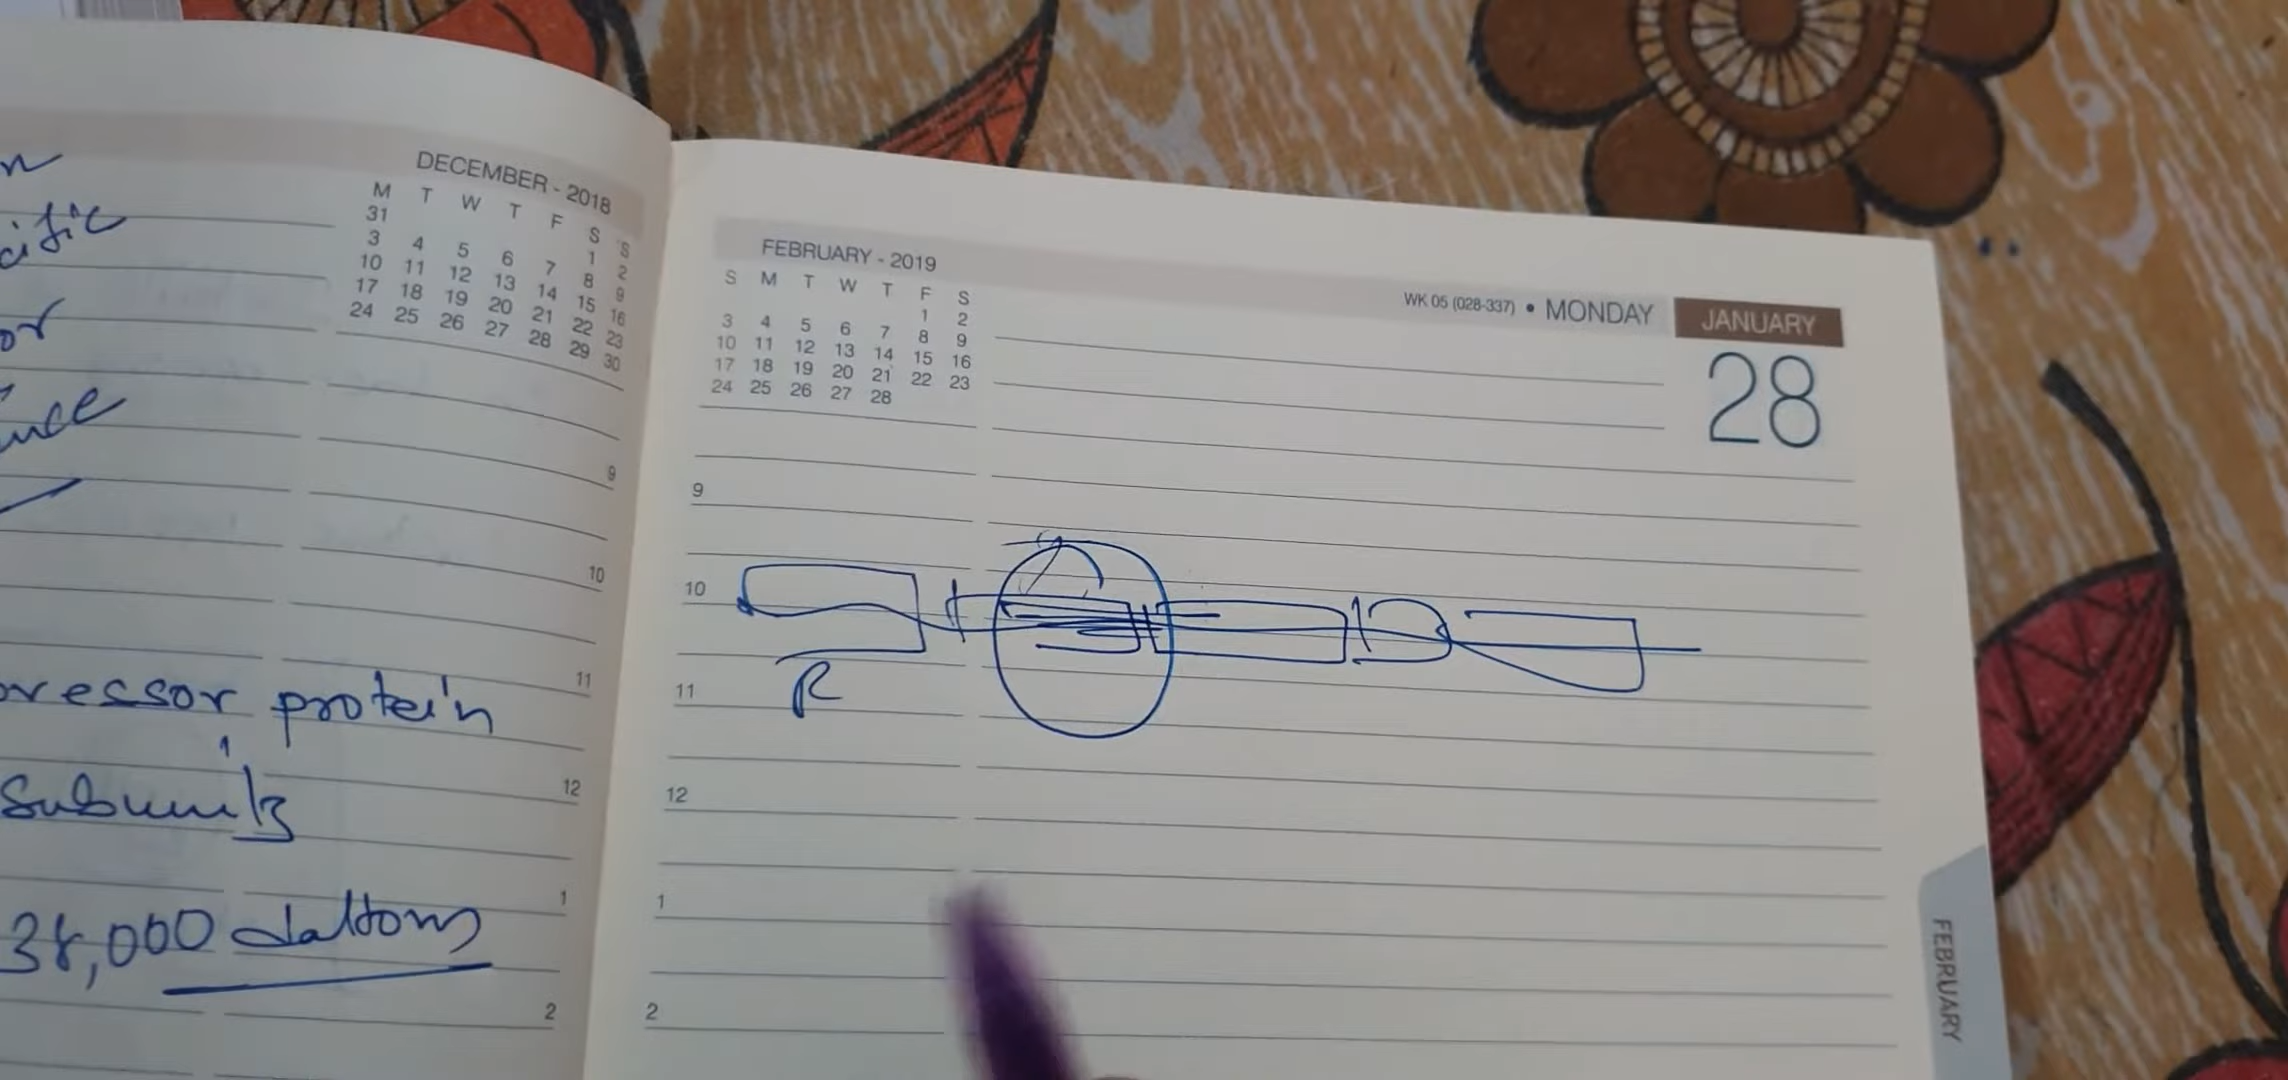 n
cific
or
ence
ressor protein
subunits
38,000 daltons
DECEMBER - 2018
M T W T F S S
31 1 2
3 4 5 6 7 8 9
10 11 12 13 14 15 16
17 18 19 20 21 22 23
24 25 26 27 28 29 30
9
10
11
12
1
2
FEBRUARY - 2019
S M T W T F S
1 2
3 4 5 6 7 8 9
10 11 12 13 14 15 16
17 18 19 20 21 22 23
24 25 26 27 28
WK 05 (028-337) • MONDAY JANUARY
28
9
10
R
11
12
1
2
FEBRUARY